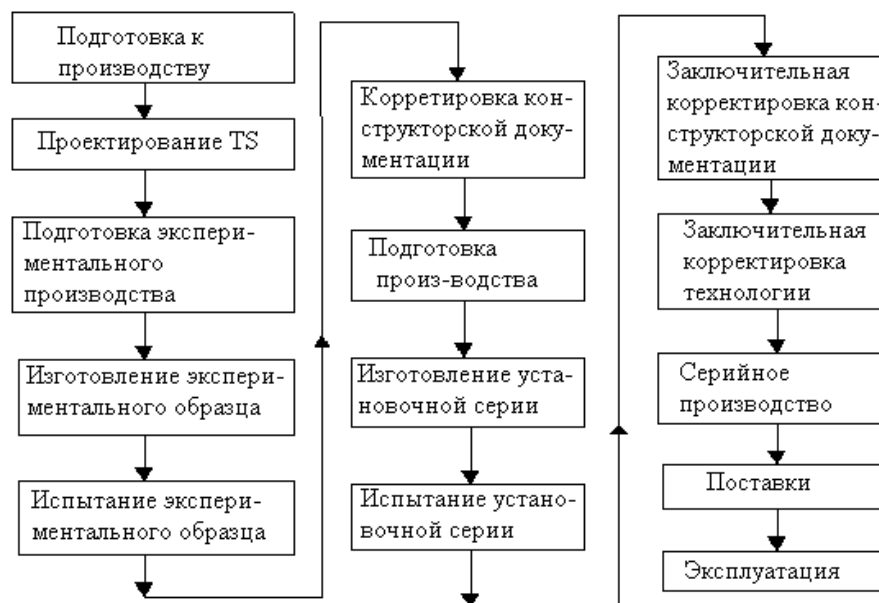 Подготовка к
производству
Проектирование TS
Подготовка экспери-
ментального
производства
Изготовление экспери-
ментального образца
Испытание экспери-
ментального образца
Корретировка кон-
структорской доку-
ментации
Подготовка
произ-водства
Изготовление уста-
новочной серии
Испытание устано-
вочной серии
Заключительная
корректировка кон-
структорской доку-
ментации
Заключительная
корректировка
технологии
Серийное
производство
Поставки
Эксплуатация